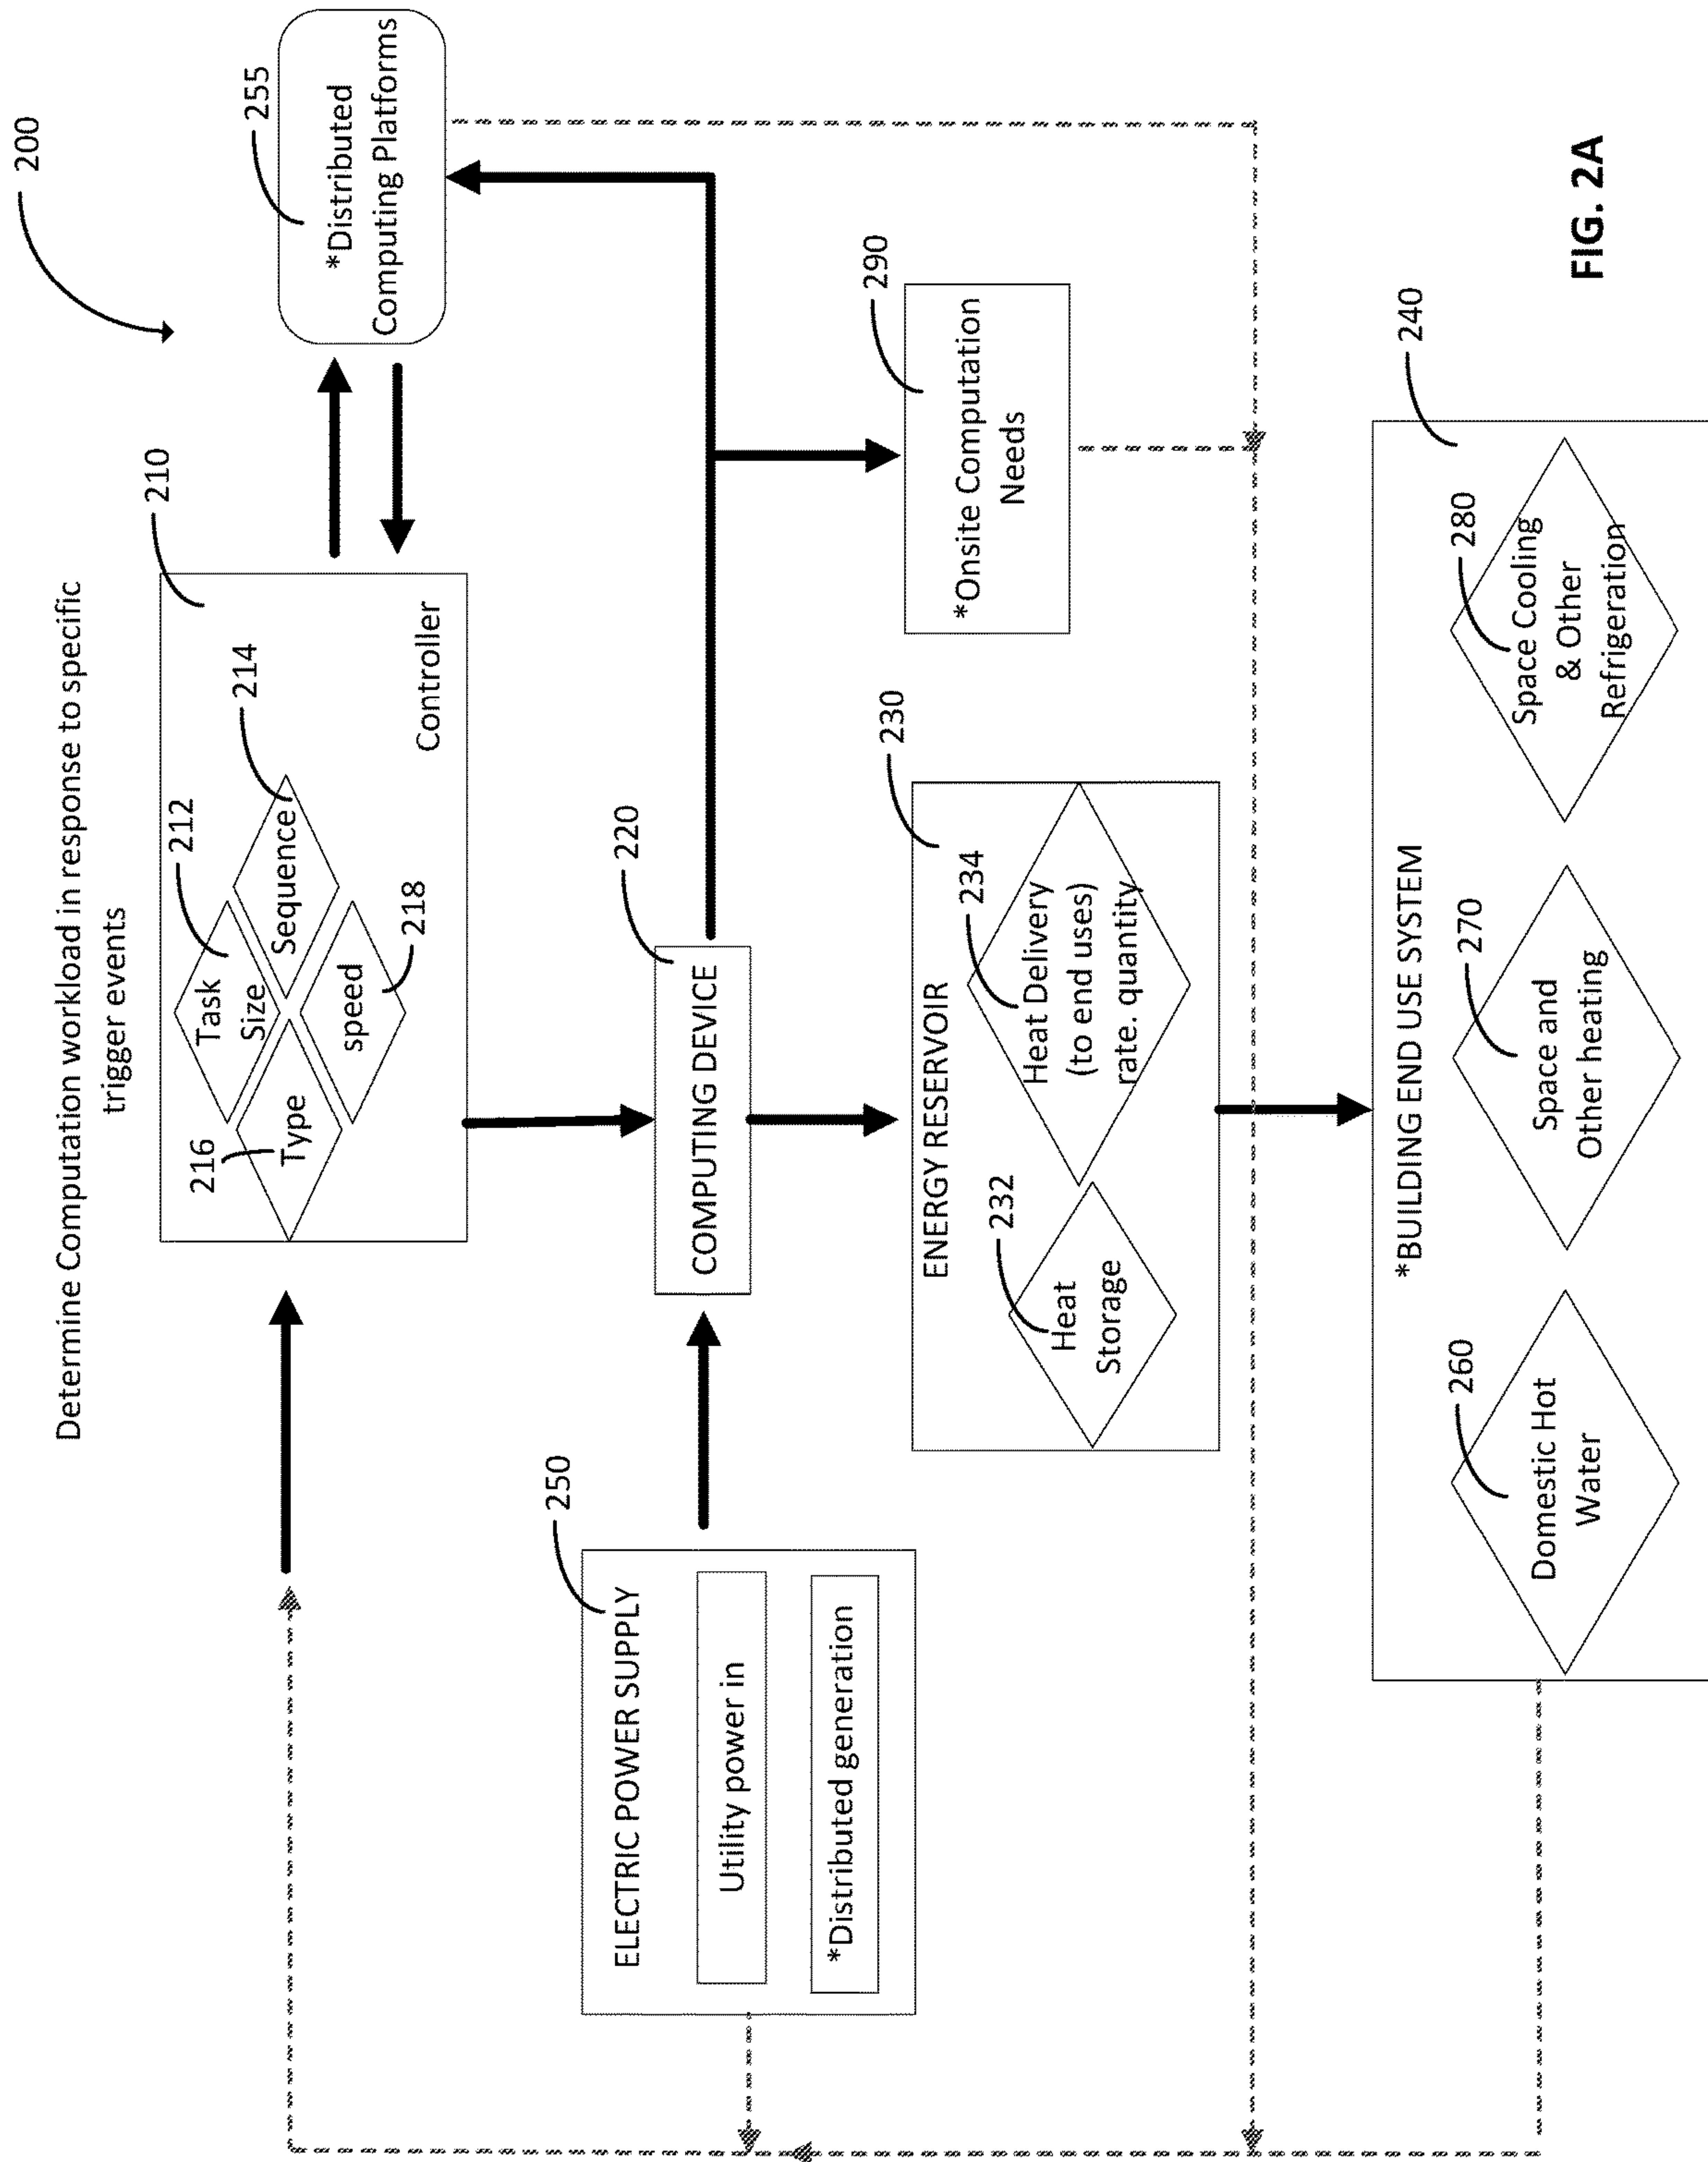 200
Determine Computation workload in response to specific
trigger events
210
212
Task
Size
214
Sequence
216
Type
218
speed
Controller
255
*Distributed
Computing Platforms
250
ELECTRIC POWER SUPPLY
Utility power in
*Distributed generation
220
COMPUTING DEVICE
290
*Onsite Computation
Needs
230
ENERGY RESERVOIR
232
Heat
Storage
234
Heat Delivery
(to end uses)
rate. quantity
240
*BUILDING END USE SYSTEM
260
Domestic Hot
Water
270
Space and
Other heating
280
Space Cooling
& Other
Refrigeration
FIG. 2A